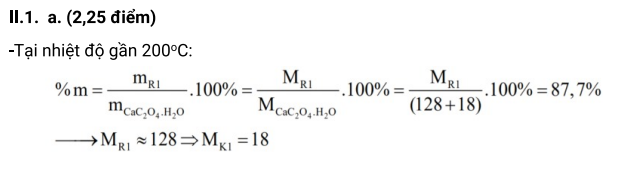 II.1. a. (2,25 điểm)
-Tại nhiệt độ gần 200ºC:
%m = m_R1 / m_CaC₂O₄.H₂O .100% = M_R1 / M_CaC₂O₄.H₂O .100% = M_R1 / (128+18) .100% = 87,7%
⟶ M_R1 ≈ 128 ⇒ M_K1 = 18